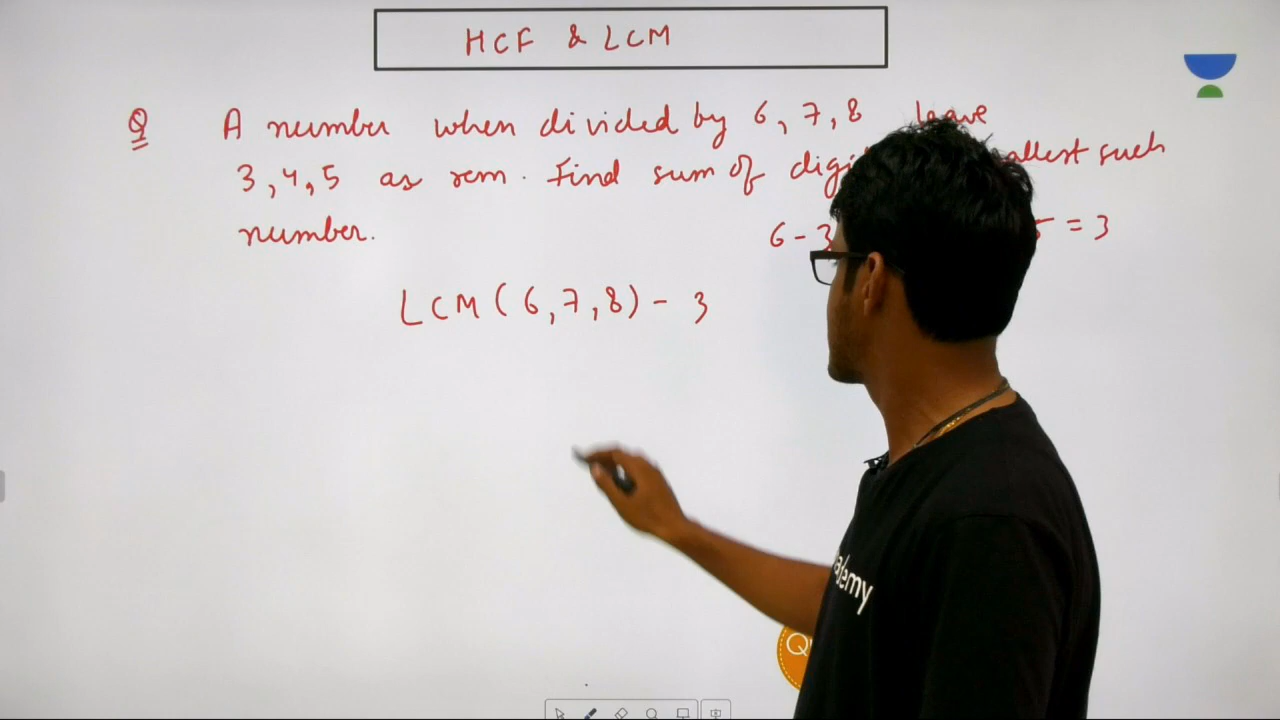 HCF & LCM
Q A number when divided by 6, 7, 8 leave
3, 4, 5 as rem. Find sum of such
number.
6 - 3 = 3
LCM ( 6, 7, 8 ) - 3